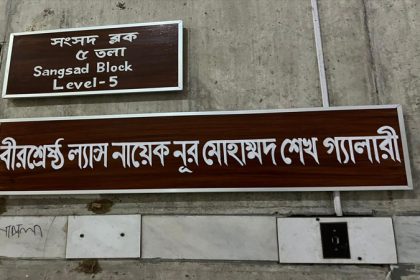 সংসদ ব্লক
৫ তলা
Sangsad Block
Level-5
বীরশ্রেষ্ঠ ল্যান্স নায়েক নূর মোহাম্মদ শেখ গ্যালারী